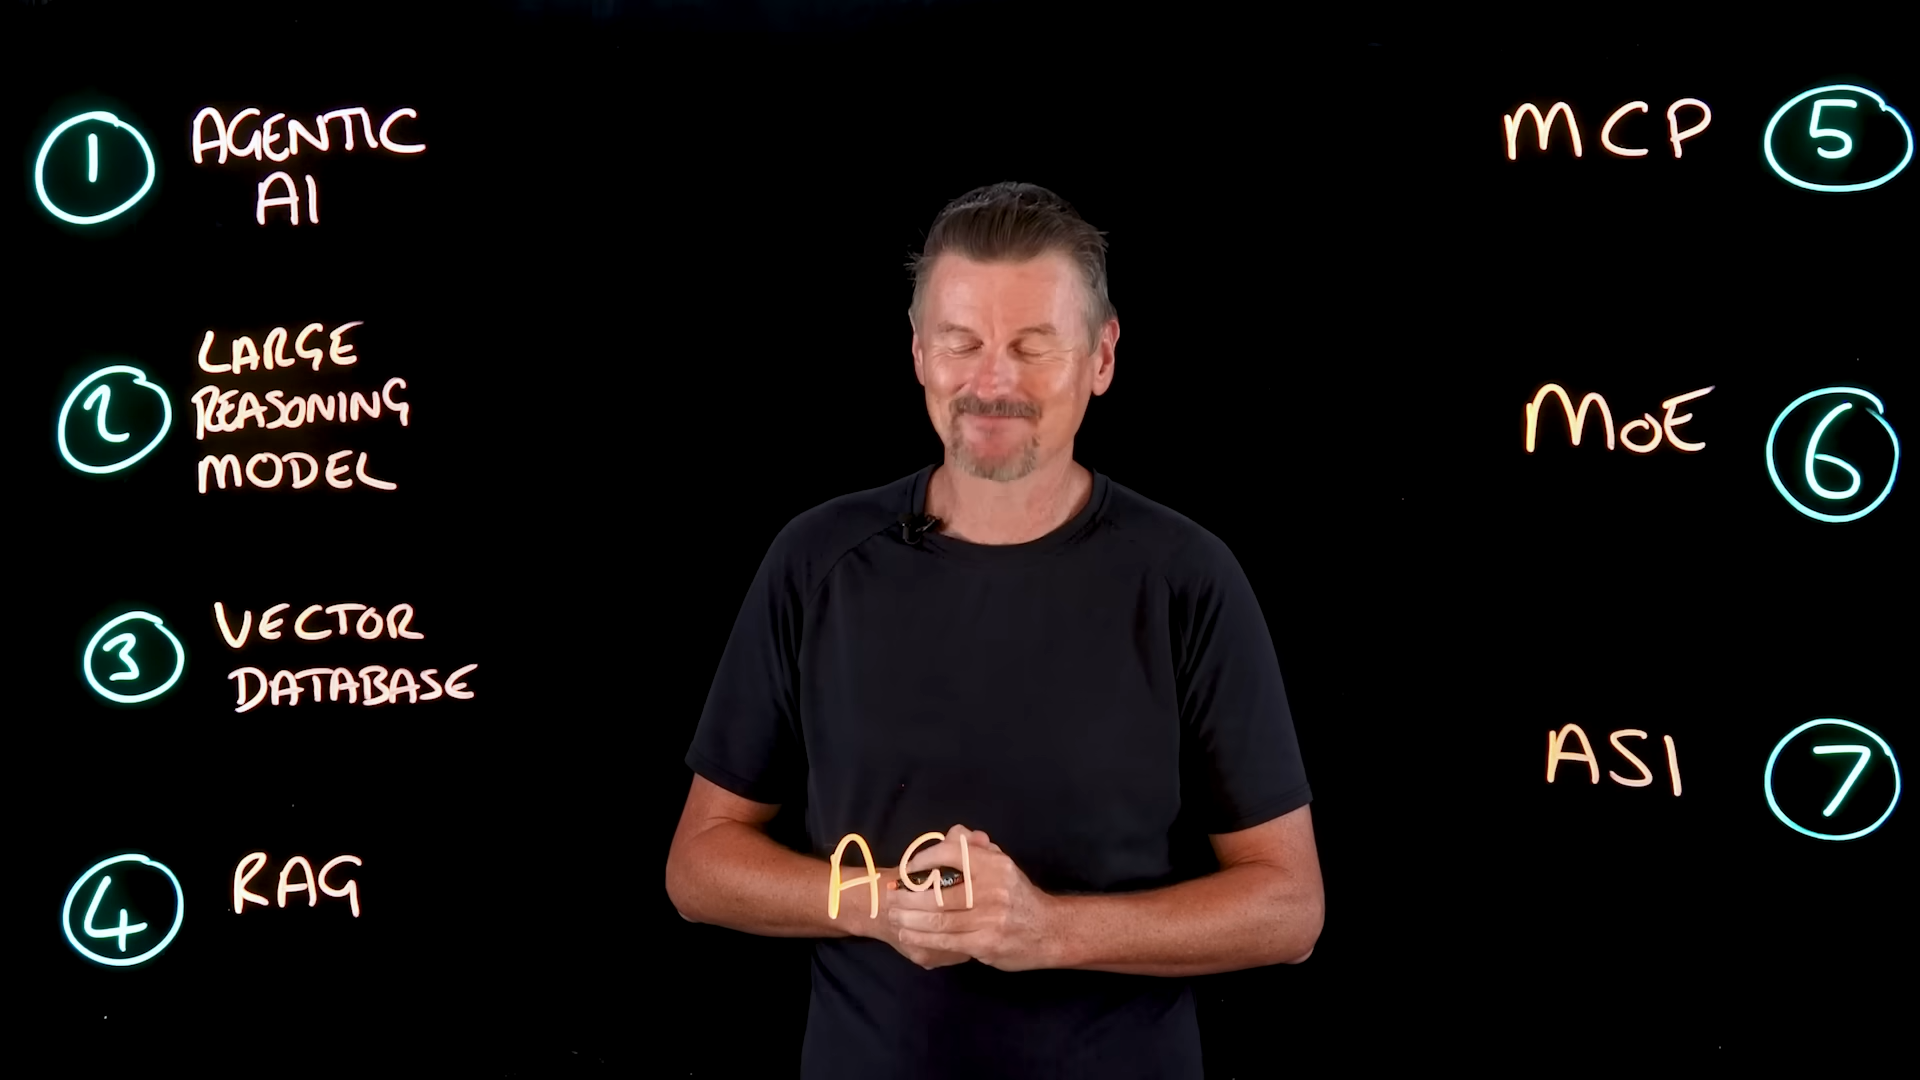 1
AGENTIC
AI
2
LARGE
REASONING
MODEL
3
VECTOR
DATABASE
4
RAG
MCP
5
MoE
6
ASI
7
AGI